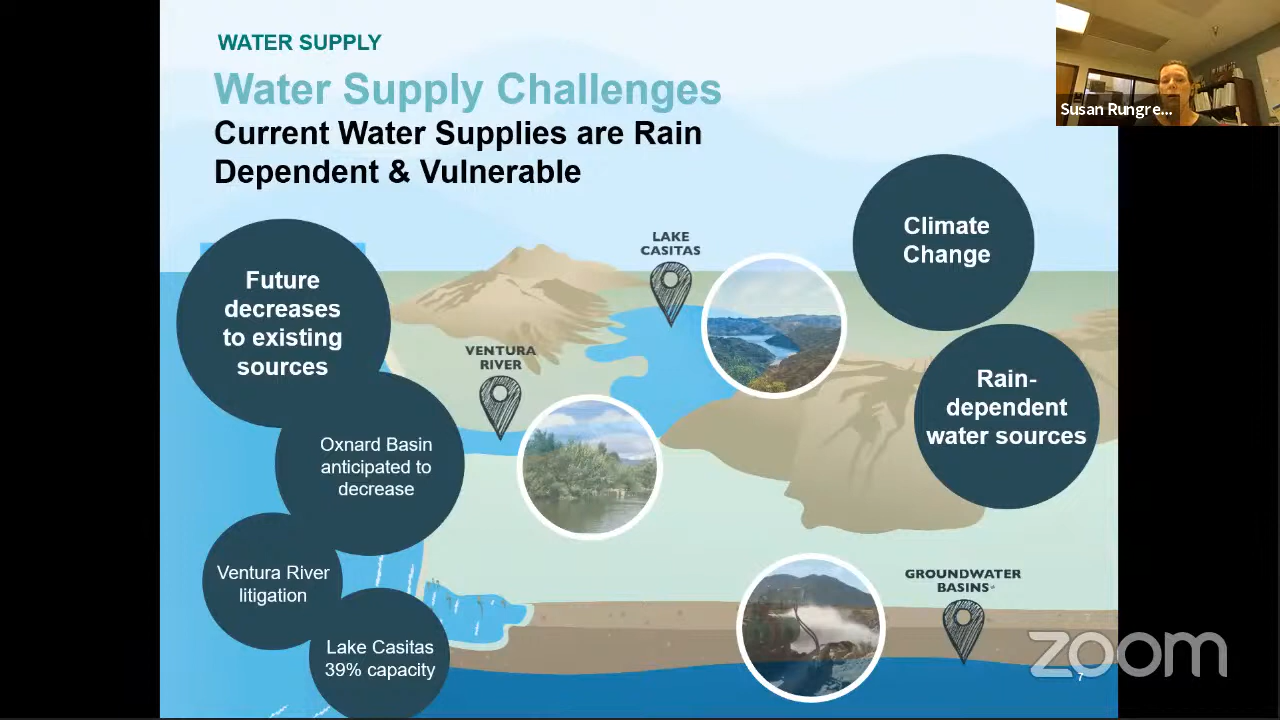 WATER SUPPLY
Water Supply Challenges
Current Water Supplies are Rain
Dependent & Vulnerable
Susan Rungre...
Climate
Change
LAKE
CASITAS
Future
decreases
to existing
sources
VENTURA
RIVER
Rain-
dependent
water sources
Oxnard Basin
anticipated to
decrease
Ventura River
litigation
GROUNDWATER
BASINS
Lake Casitas
39% capacity
zoom
7